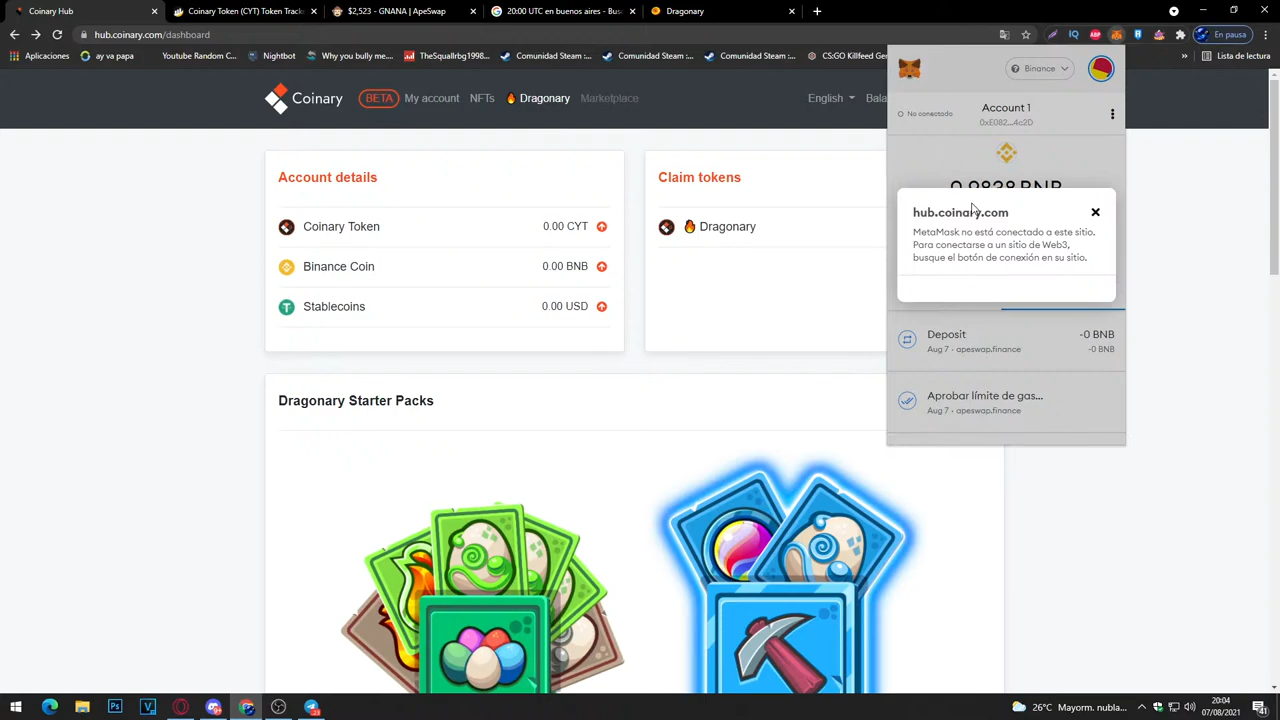 Coinary Hub
Coinary Token (CYT) Token Track
$2,523 - GNANA | ApeSwap
20:00 UTC en buenos aires - Bus
Dragonary
hub.coinary.com/dashboard
En pausa
Aplicaciones
ay va papa
Youtube Random C...
Nightbot
Why you bully me....
TheSquallrbg1998...
Comunidad Steam :...
Comunidad Steam :...
Comunidad Steam :...
CS:GO Killfeed Gener
»
Lista de lectura
Coinary
BETA
My account
NFTs
Dragonary
Marketplace
English
Bala
Binance
No conectado
Account 1
0xE082...4c2D
0.9838 BNB
hub.coinary.com
MetaMask no está conectado a este sitio.
Para conectarse a un sitio de Web3,
busque el botón de conexión en su sitio.
Deposit
-0 BNB
Aug 7 · apeswap.finance
-0 BNB
Aprobar límite de gas...
Aug 7 · apeswap.finance
Account details
Coinary Token
0.00 CYT
Binance Coin
0.00 BNB
Stablecoins
0.00 USD
Claim tokens
Dragonary
Dragonary Starter Packs
26°C Mayorm. nubla...
20:04
07/08/2021